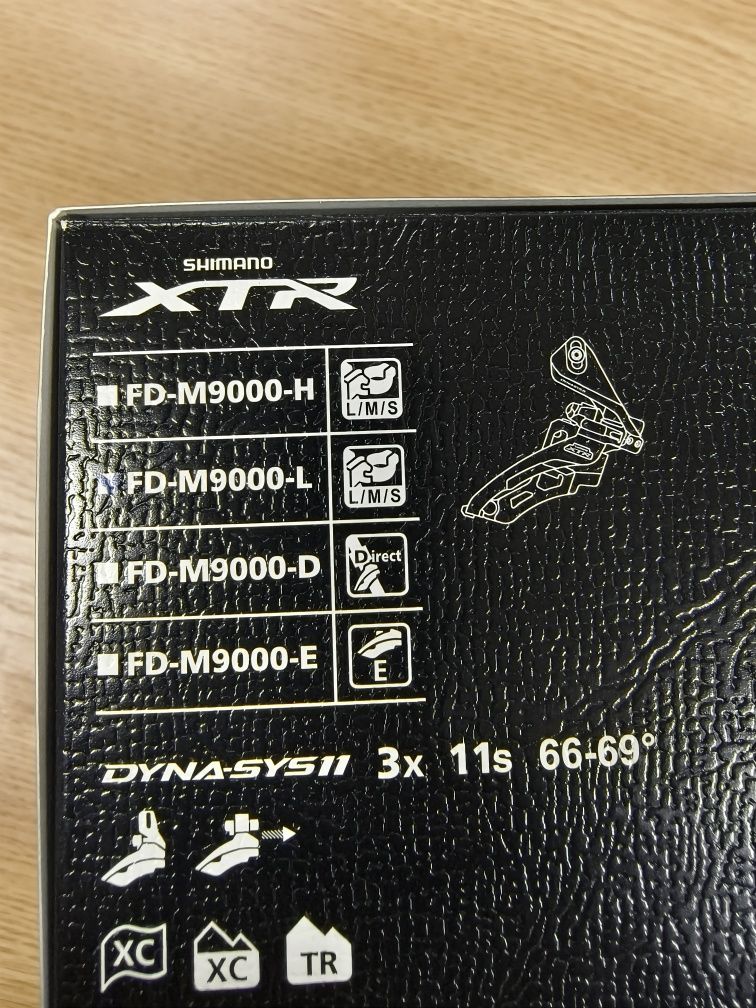 SHIMANO
XTR
FD-M9000-H
L/M/S
FD-M9000-L
L/M/S
FD-M9000-D
Direct
FD-M9000-E
E
XTR
DYNA-SYS11 3x 11s 66-69°
XC XC TR